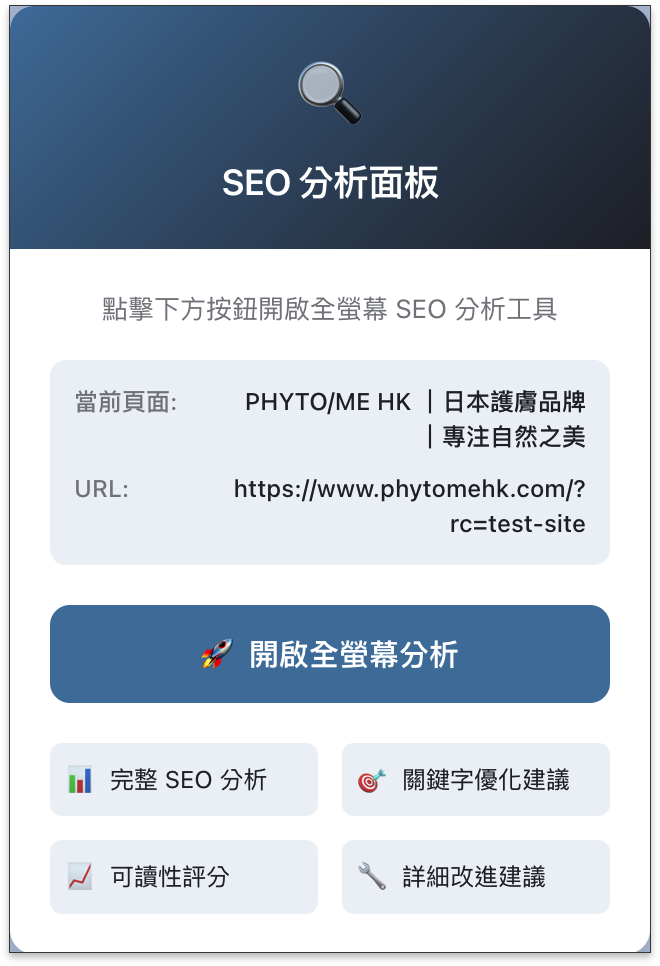 SEO 分析面板
點擊下方按鈕開啟全螢幕 SEO 分析工具
當前頁面:
PHYTO/ME HK ｜日本護膚品牌
｜專注自然之美
URL:
https://www.phytomehk.com/?
rc=test-site
開啟全螢幕分析
完整 SEO 分析
關鍵字優化建議
可讀性評分
詳細改進建議